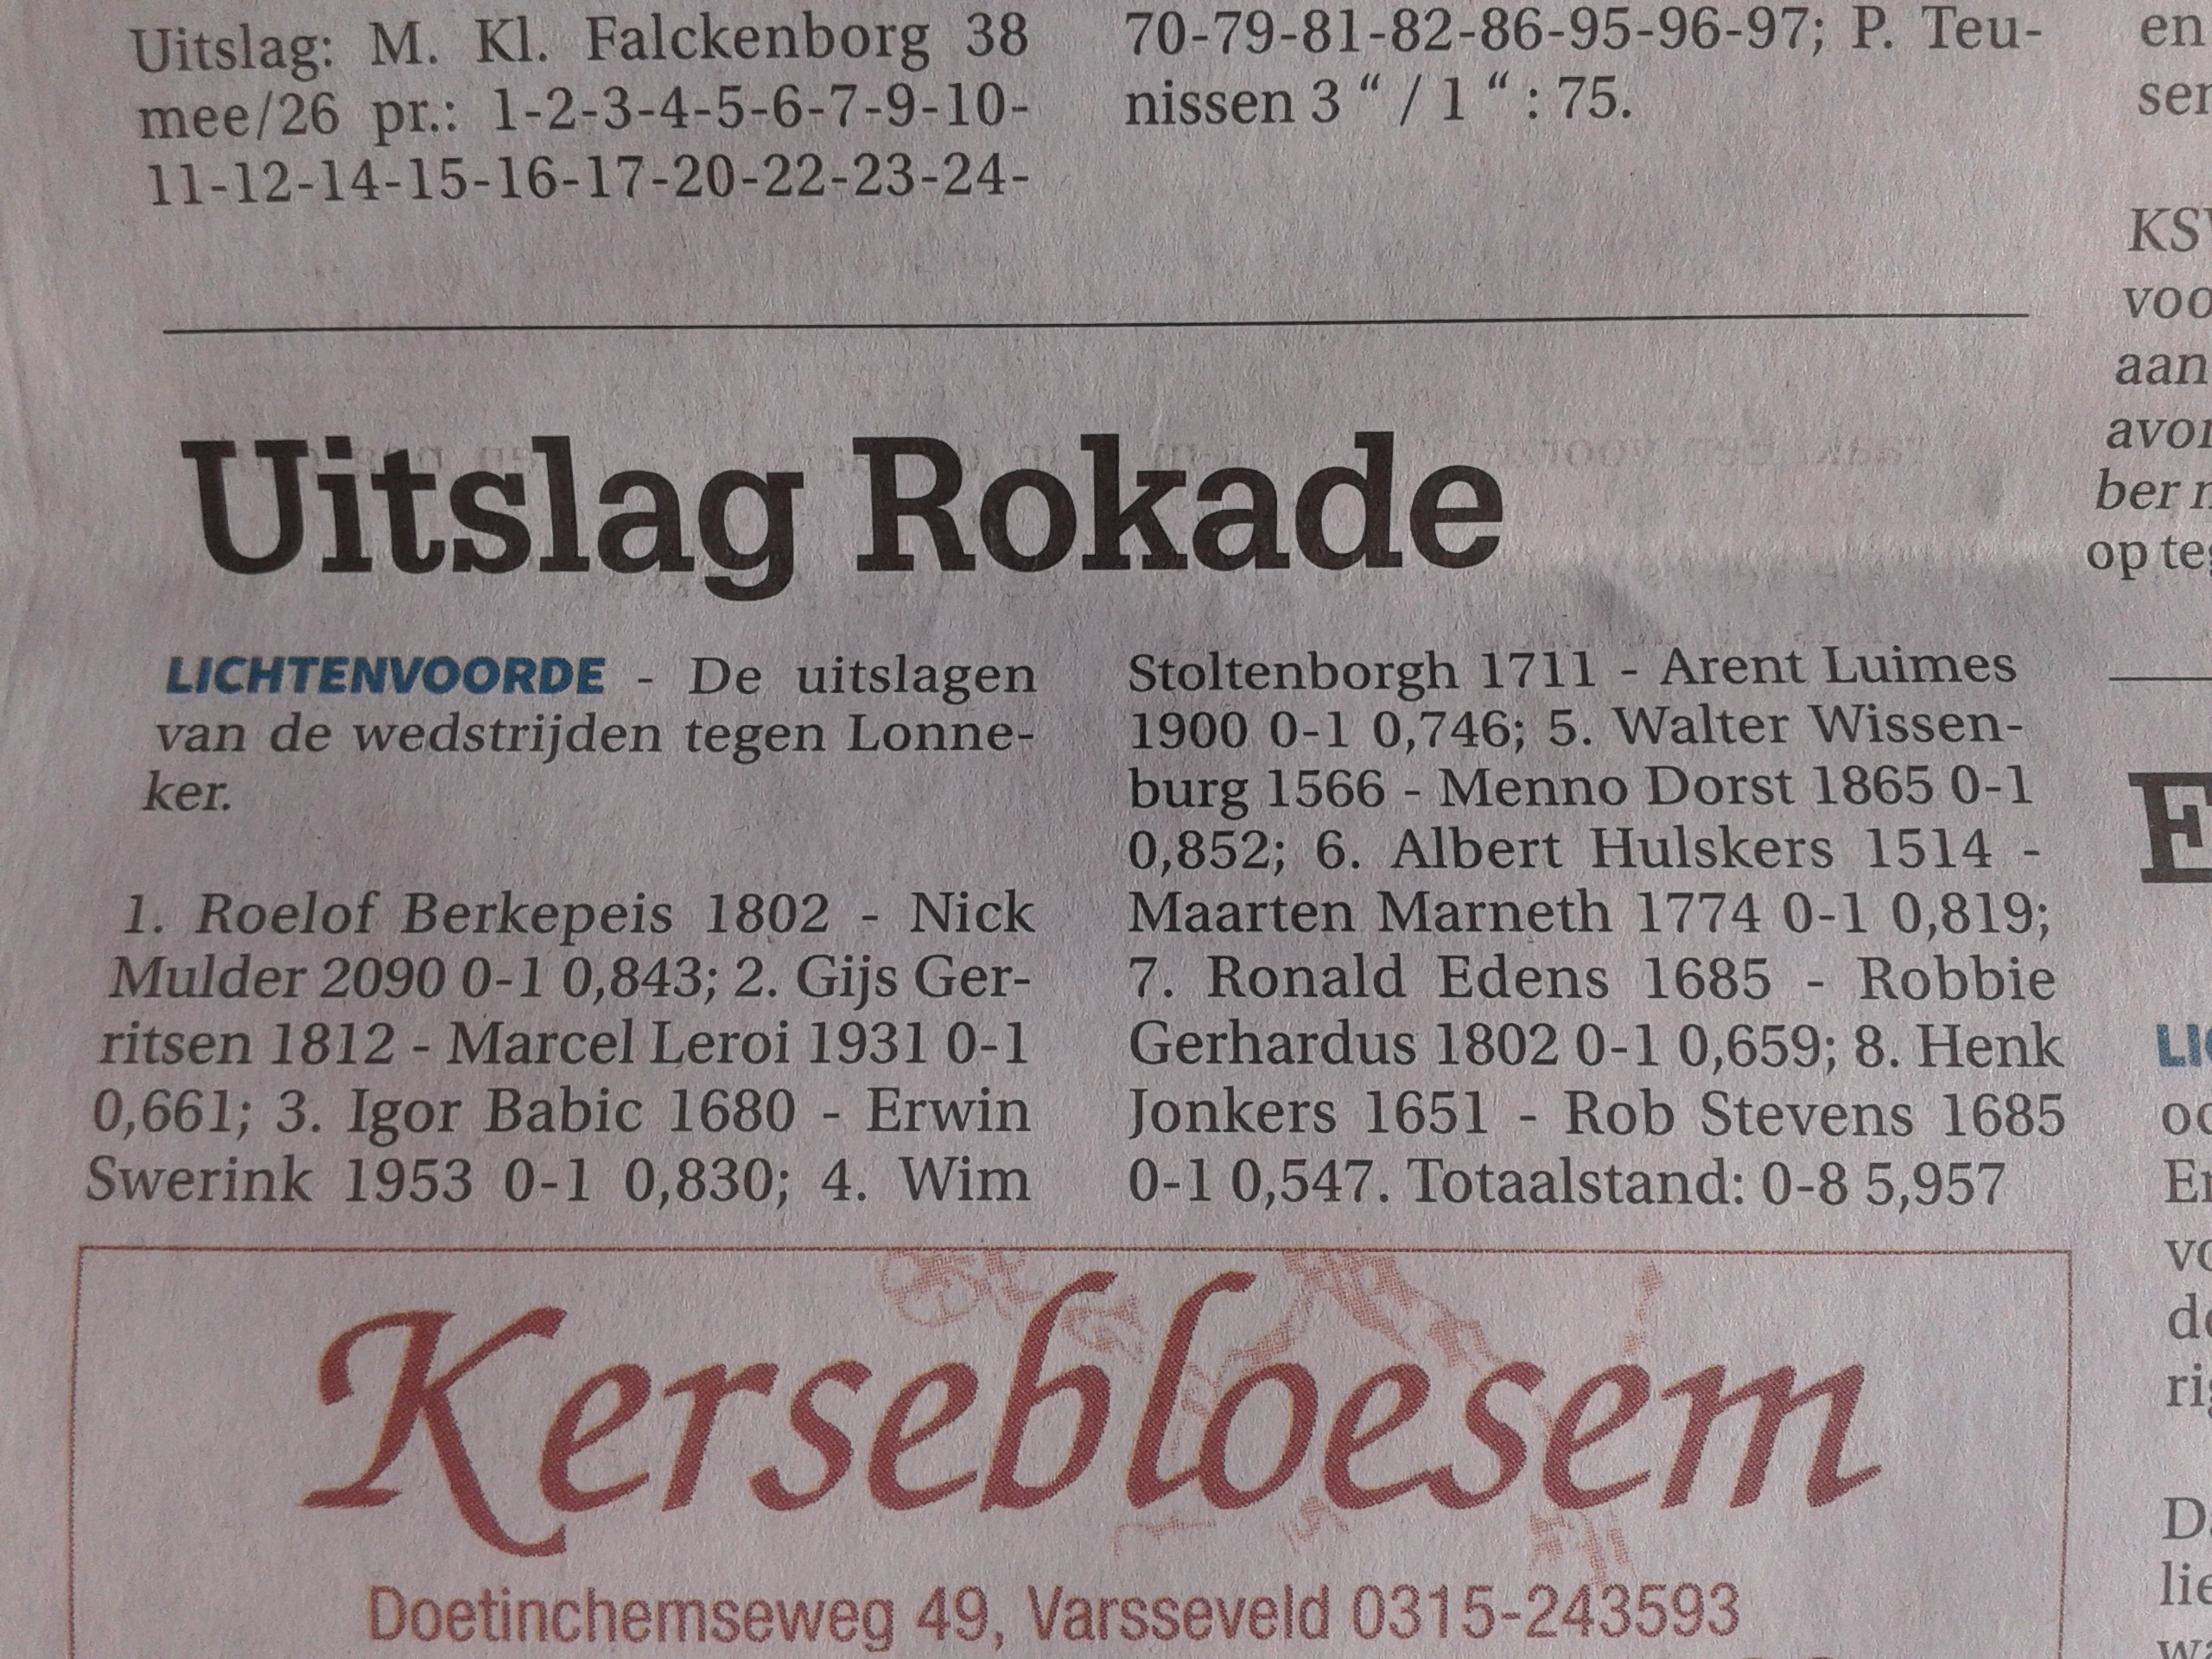 Uitslag: M. Kl. Falckenborg 38
mee/26 pr.: 1-2-3-4-5-6-7-9-10-
11-12-14-15-16-17-20-22-23-24-
70-79-81-82-86-95-96-97; P. Teu-
nissen 3 “ / 1 “ : 75.
Uitslag Rokade
LICHTENVOORDE - De uitslagen
van de wedstrijden tegen Lonne-
ker.
1. Roelof Berkepeis 1802 - Nick
Mulder 2090 0-1 0,843; 2. Gijs Ger-
ritsen 1812 - Marcel Leroi 1931 0-1
0,661; 3. Igor Babic 1680 - Erwin
Swerink 1953 0-1 0,830; 4. Wim
Stoltenborgh 1711 - Arent Luimes
1900 0-1 0,746; 5. Walter Wissen-
burg 1566 - Menno Dorst 1865 0-1
0,852; 6. Albert Hulskers 1514 -
Maarten Marneth 1774 0-1 0,819;
7. Ronald Edens 1685 - Robbie
Gerhardus 1802 0-1 0,659; 8. Henk
Jonkers 1651 - Rob Stevens 1685
0-1 0,547. Totaalstand: 0-8 5,957
Kersebloesem
Doetinchemseweg 49, Varsseveld 0315-243593
en
aan
op